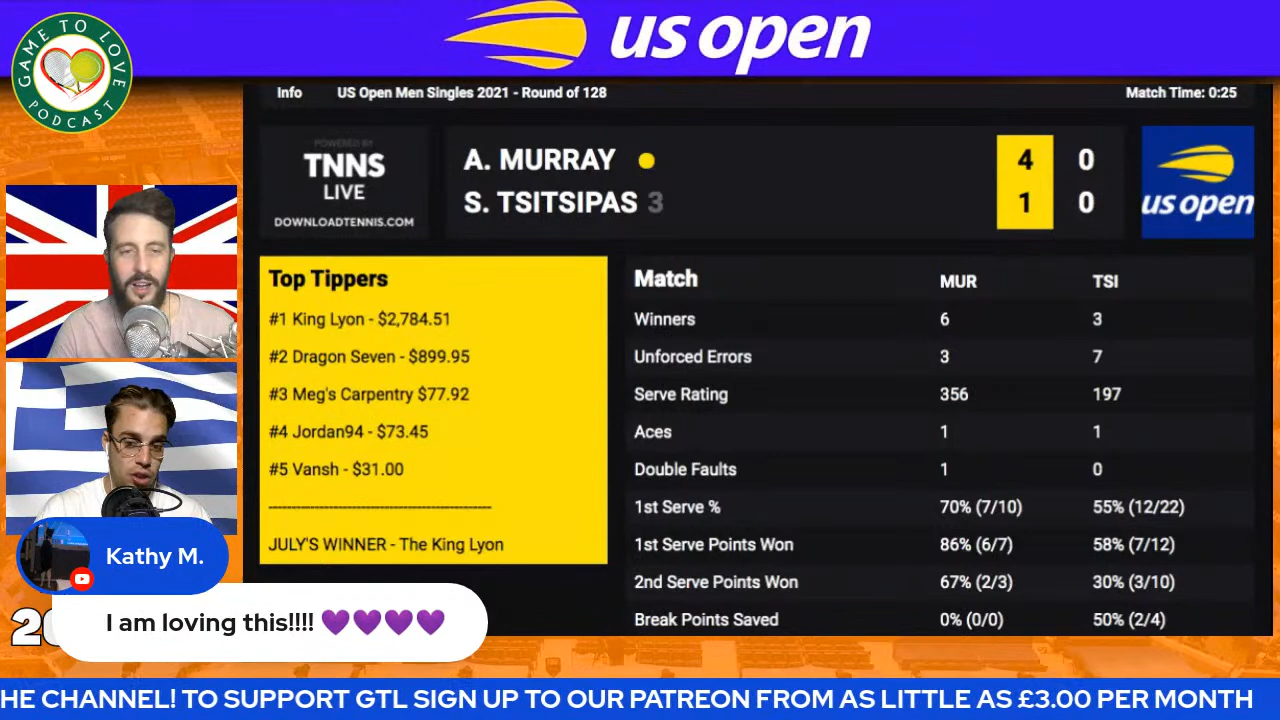 GAME TO LOVE
PODCAST
us open
Info US Open Men Singles 2021 - Round of 128 Match Time: 0:25
POWERED BY
TNNS
LIVE
DOWNLOADTENNIS.COM
A. MURRAY 4 0
S. TSITSIPAS 3 1 0
us open
Top Tippers
#1 King Lyon - $2,784.51
#2 Dragon Seven - $899.95
#3 Meg's Carpentry $77.92
#4 Jordan94 - $73.45
#5 Vansh - $31.00
JULY'S WINNER - The King Lyon
Match MUR TSI
Winners 6 3
Unforced Errors 3 7
Serve Rating 356 197
Aces 1 1
Double Faults 1 0
1st Serve % 70% (7/10) 55% (12/22)
1st Serve Points Won 86% (6/7) 58% (7/12)
2nd Serve Points Won 67% (2/3) 30% (3/10)
Break Points Saved 0% (0/0) 50% (2/4)
Kathy M.
I am loving this!!!! 💜💜💜💜
HE CHANNEL! TO SUPPORT GTL SIGN UP TO OUR PATREON FROM AS LITTLE AS £3.00 PER MONTH